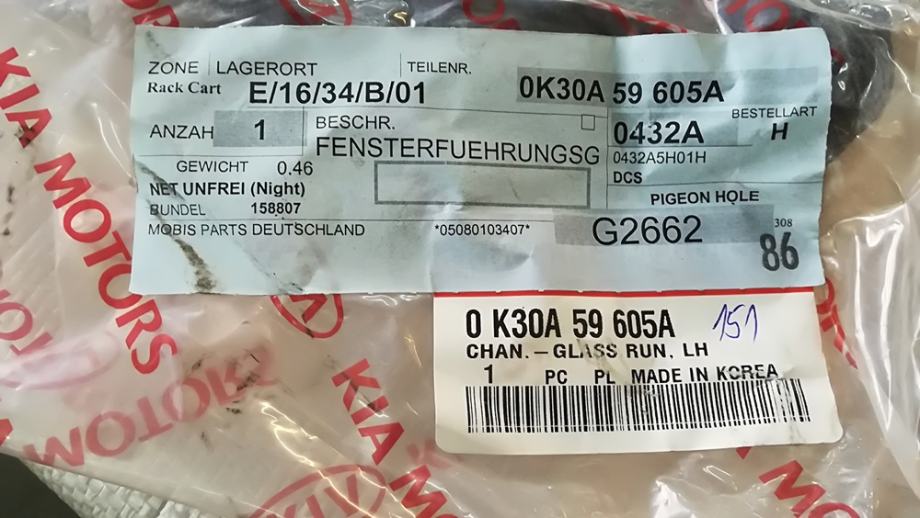 ZONE LAGERORT TEILENR.
Rack Cart E/16/34/B/01 0K30A 59 605A
ANZAH 1 BESCHR. 0432A BESTELLART H
FENSTERFUEHRUNGSG 0432A5H01H
GEWICHT 0.46 DCS
NET UNFREI (Night) PIGEON HOLE
BUNDEL 158807
MOBIS PARTS DEUTSCHLAND *05080103407* G2662 308 86
0 K30A 59 605A 151
CHAN.-GLASS RUN, LH
1 PC PL MADE IN KOREA
KIA MOTORS
KIA MOTORS
MOTORS
KIA
KIA M